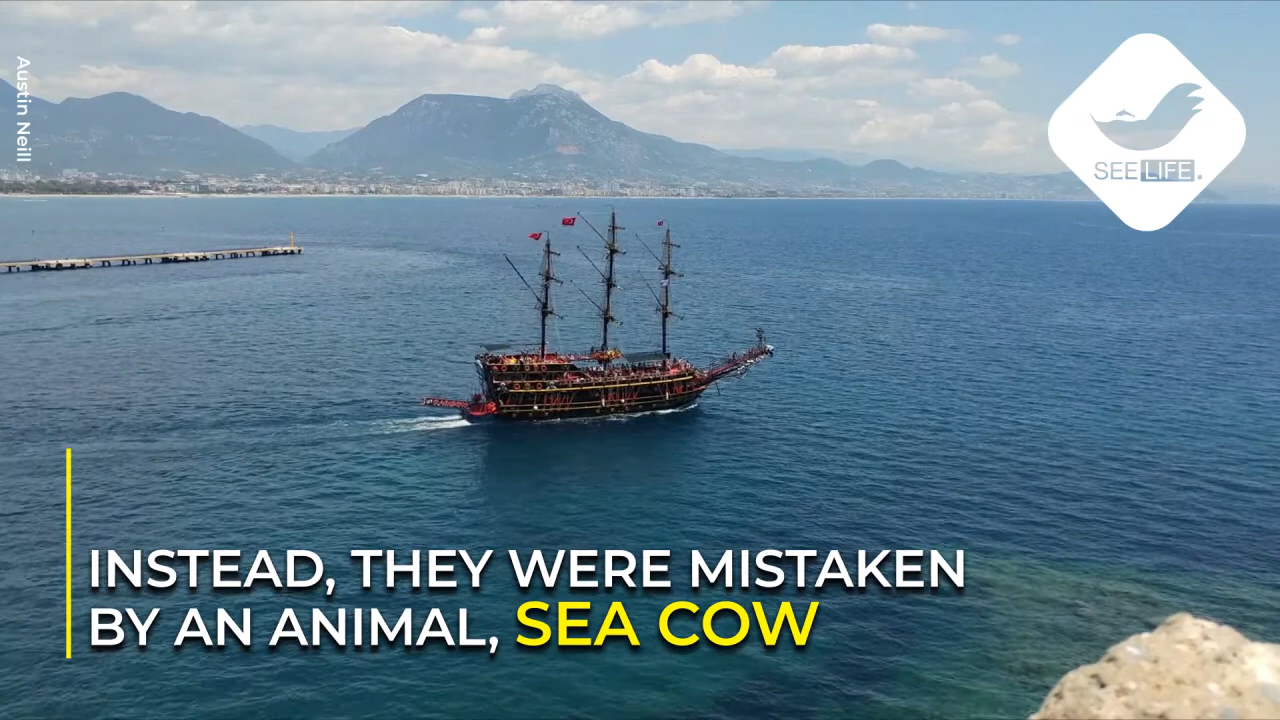 Austin Neill
SEE LIFE.
INSTEAD, THEY WERE MISTAKEN
BY AN ANIMAL, SEA COW